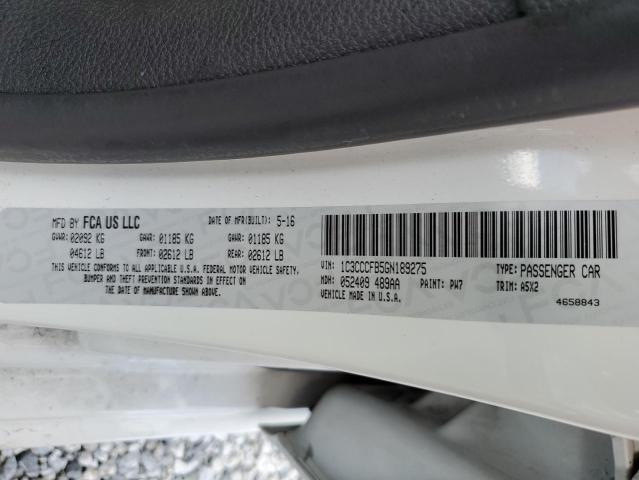 MFD BY FCA US LLC DATE OF MFR(BUILT): 5-16
GVWR: 02092 KG GAWR: 01185 KG GAWR: 01185 KG
04612 LB FRONT: 02612 LB REAR: 02612 LB
THIS VEHICLE CONFORMS TO ALL APPLICABLE U.S.A. FEDERAL MOTOR VEHICLE SAFETY,
BUMPER AND THEFT PREVENTION STANDARDS IN EFFECT ON
THE DATE OF MANUFACTURE SHOWN ABOVE.
VIN: 1C3CCCFB5GN189275 TYPE: PASSENGER CAR
MDH: 052409 489AA PAINT: PW7 TRIM: A5X2
VEHICLE MADE IN U.S.A. 4658843